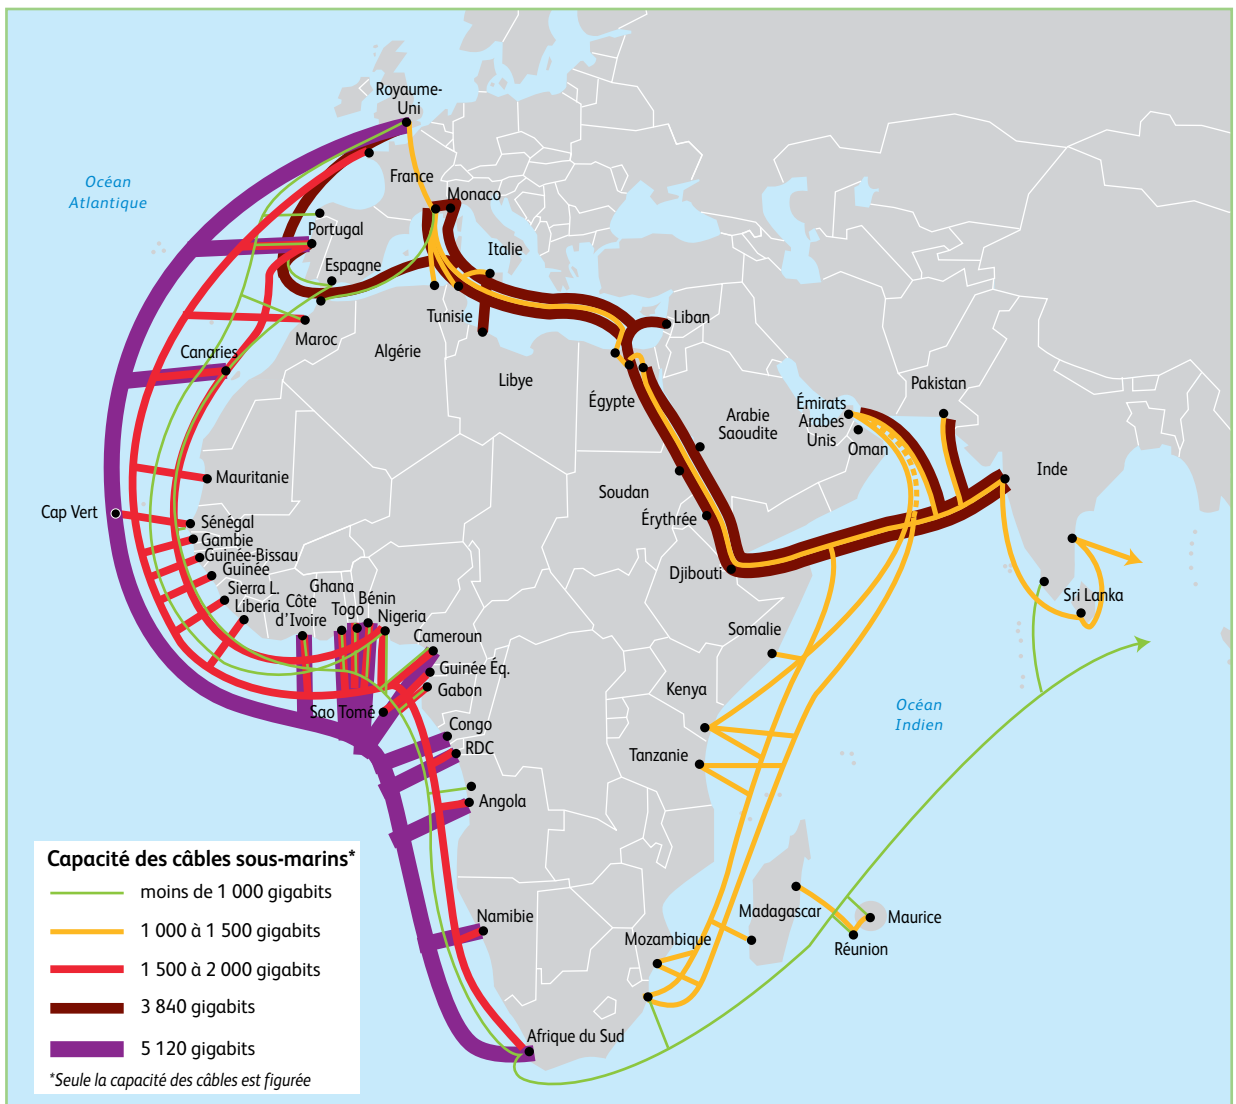 Royaume-
Uni
Océan
Atlantique
France
Monaco
Portugal
Italie
Espagne
Tunisie
Liban
Maroc
Algérie
Canaries
Libye
Égypte
Arabie
Saoudite
Émirats
Arabes
Unis
Pakistan
Oman
Inde
Mauritanie
Soudan
Cap Vert
Sénégal
Érythrée
Gambie
Guinée-Bissau
Guinée
Djibouti
Sierra L.
Liberia
Côte
d'Ivoire
Ghana
Togo
Bénin
Nigeria
Sri Lanka
Cameroun
Somalie
Guinée Éq.
Gabon
Kenya
Sao Tomé
Océan
Indien
Congo
RDC
Tanzanie
Angola
Capacité des câbles sous-marins*
moins de 1 000 gigabits
1 000 à 1 500 gigabits
1 500 à 2 000 gigabits
3 840 gigabits
5 120 gigabits
*Seule la capacité des câbles est figurée
Namibie
Madagascar
Maurice
Mozambique
Réunion
Afrique du Sud